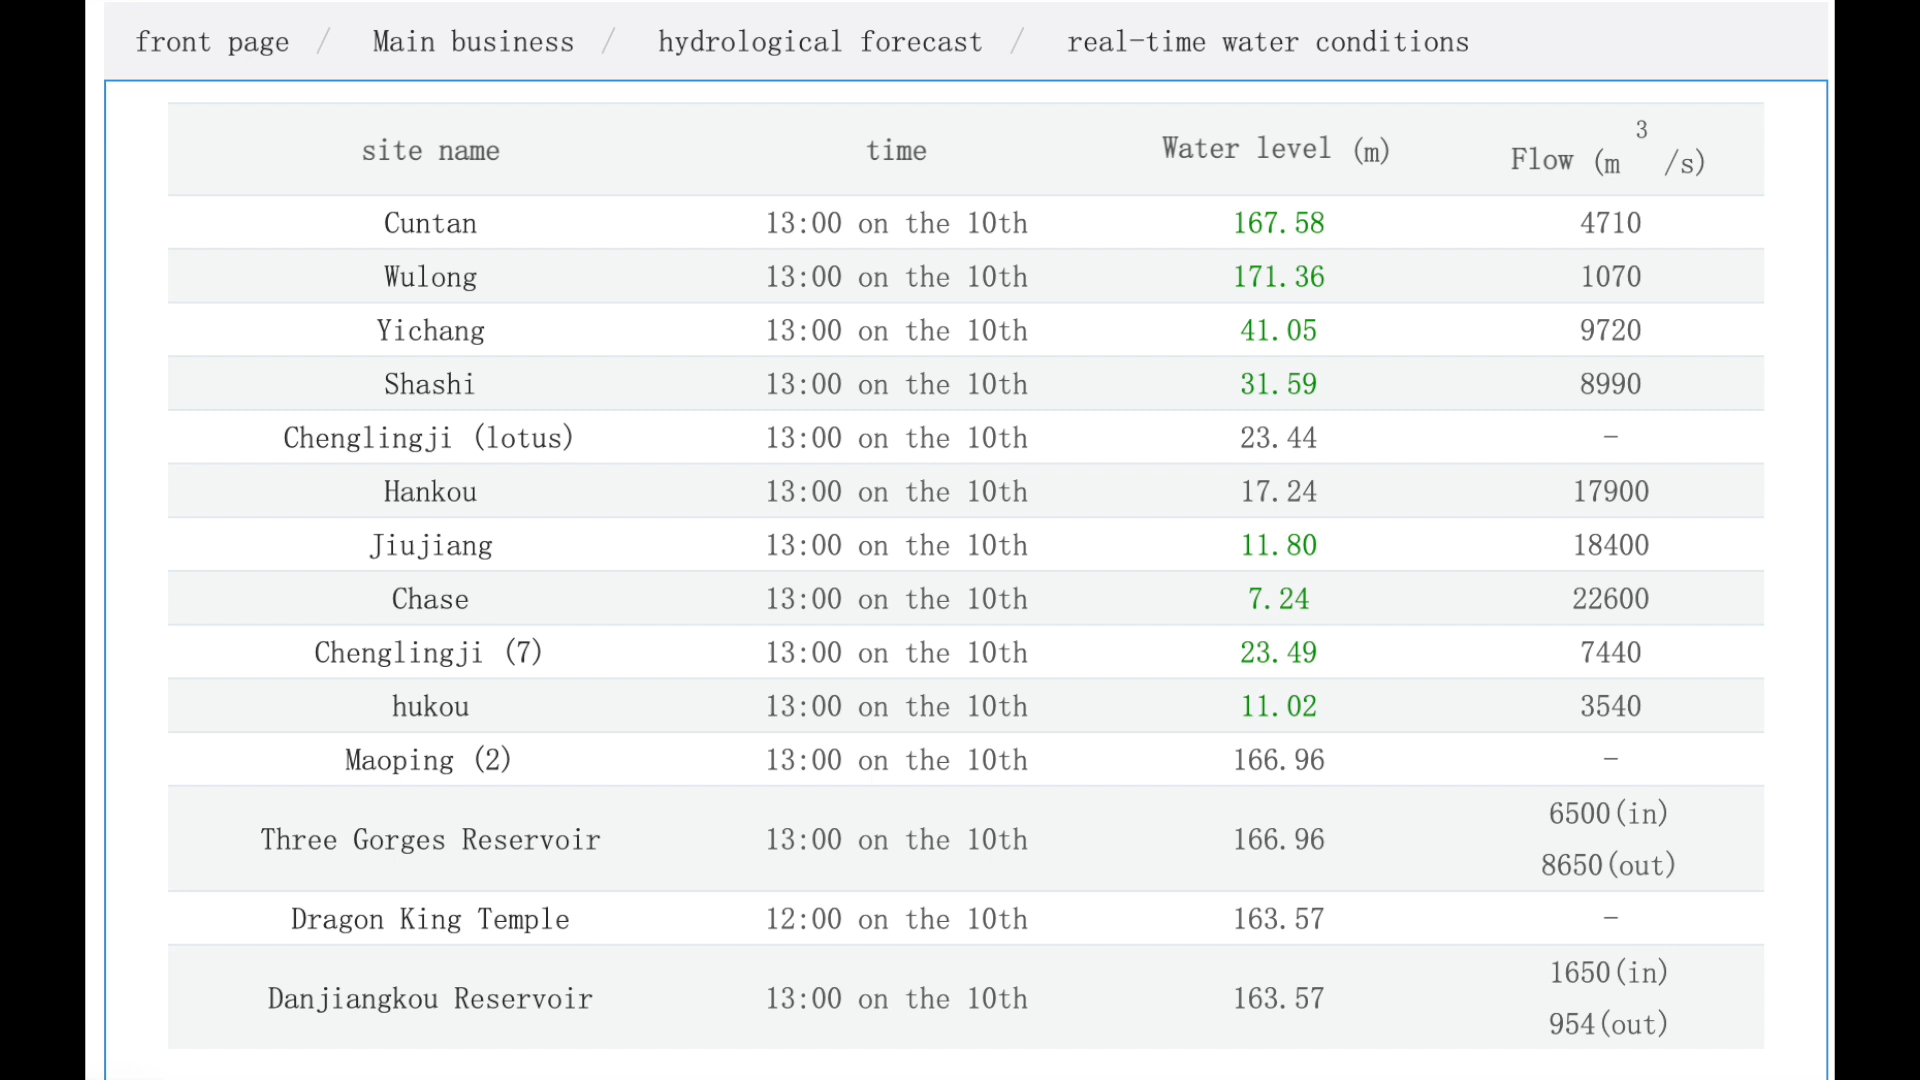 front page / Main business / hydrological forecast / real-time water conditions
site name time Water level (m) Flow (m³/s)
Cuntan 13:00 on the 10th 167.58 4710
Wulong 13:00 on the 10th 171.36 1070
Yichang 13:00 on the 10th 41.05 9720
Shashi 13:00 on the 10th 31.59 8990
Chenglingji (lotus) 13:00 on the 10th 23.44 -
Hankou 13:00 on the 10th 17.24 17900
Jiujiang 13:00 on the 10th 11.80 18400
Chase 13:00 on the 10th 7.24 22600
Chenglingji (7) 13:00 on the 10th 23.49 7440
hukou 13:00 on the 10th 11.02 3540
Maoping (2) 13:00 on the 10th 166.96 -
Three Gorges Reservoir 13:00 on the 10th 166.96 6500(in)
8650(out)
Dragon King Temple 12:00 on the 10th 163.57 -
Danjiangkou Reservoir 13:00 on the 10th 163.57 1650(in)
954(out)